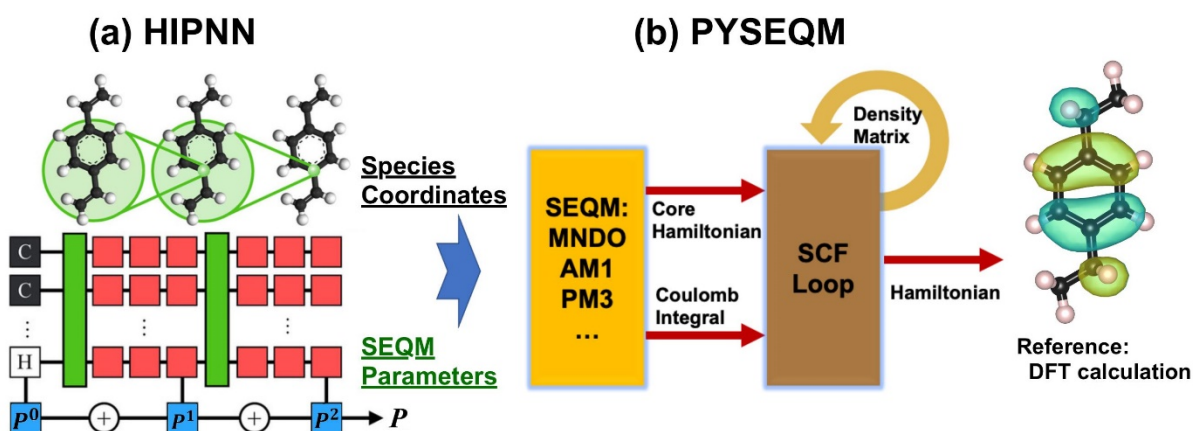 (a) HIPNN
(b) PYSEQM
Species
Coordinates
C
C
⋮
⋮
⋮
H
SEQM
Parameters
P⁰
+
P¹
+
P²
P
SEQM:
MNDO
AM1
PM3
...
Core
Hamiltonian
Coulomb
Integral
Density
Matrix
SCF
Loop
Hamiltonian
Reference:
DFT calculation